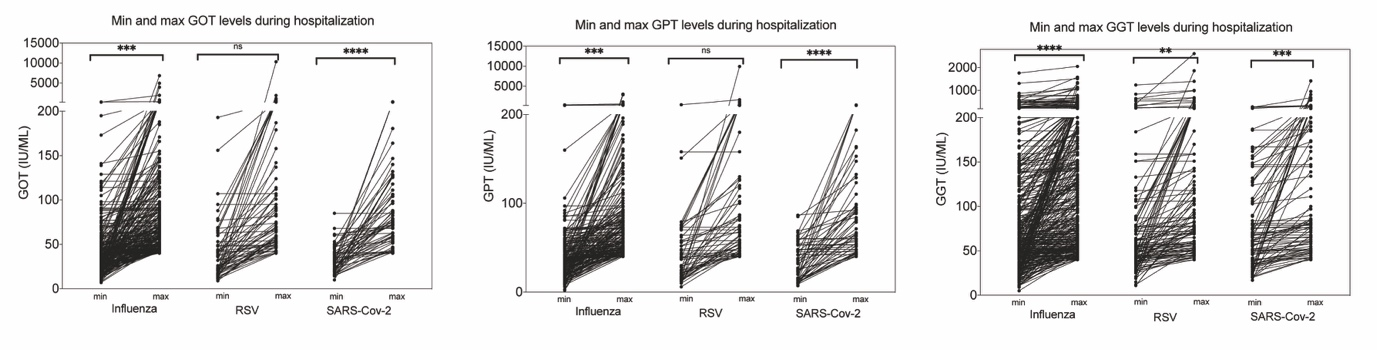 Min and max GOT levels during hospitalization
GOT (IU/ML)
15000
10000
5000
200
150
100
50
0
***
ns
****
min
max
min
max
min
max
Influenza
RSV
SARS-Cov-2
Min and max GPT levels during hospitalization
GPT (IU/ML)
15000
10000
5000
200
100
0
***
ns
****
min
max
min
max
min
max
Influenza
RSV
SARS-Cov-2
Min and max GGT levels during hospitalization
GGT (IU/ML)
2000
1000
200
150
100
50
0
****
**
***
min
max
min
max
min
max
Influenza
RSV
SARS-Cov-2